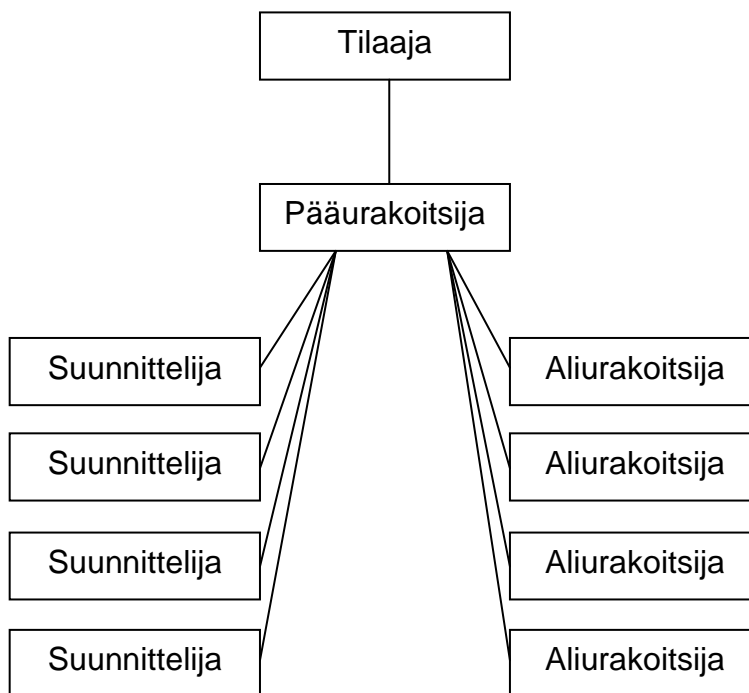 Tilaaja
Pääurakoitsija
Suunnittelija
Aliurakoitsija
Suunnittelija
Aliurakoitsija
Suunnittelija
Aliurakoitsija
Suunnittelija
Aliurakoitsija